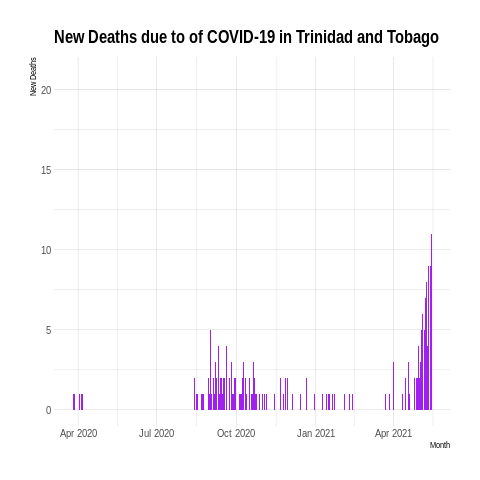 New Deaths due to of COVID-19 in Trinidad and Tobago
New Deaths
20
15
10
5
0
Apr 2020 Jul 2020 Oct 2020 Jan 2021 Apr 2021
Month